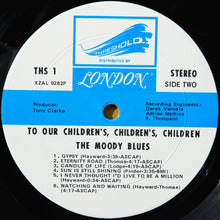 THRESHOLD
DISTRIBUTED BY
THS 1
XZAL 9282P
LONDON
STEREO
SIDE TWO
Producer:
Tony Clarke
Recording Engineers:
Derek Varnals
Adrian Martins
R. Thompson
TO OUR CHILDREN'S, CHILDREN'S, CHILDREN
THE MOODY BLUES
1. GYPSY (Hayward-3:35-ASCAP)
2. ETERNITY ROAD (Thomas-4:17-ASCAP)
3. CANDLE OF LIFE (Lodge-4:19-ASCAP)
4. SUN IS STILL SHINING (Pinder-3:35-BMI)
5. I NEVER THOUGHT I'D LIVE TO BE A MILLION
(Hayward-0:36-ASCAP)
6. WATCHING AND WAITING (Hayward-Thomas)
4:17-ASCAP)